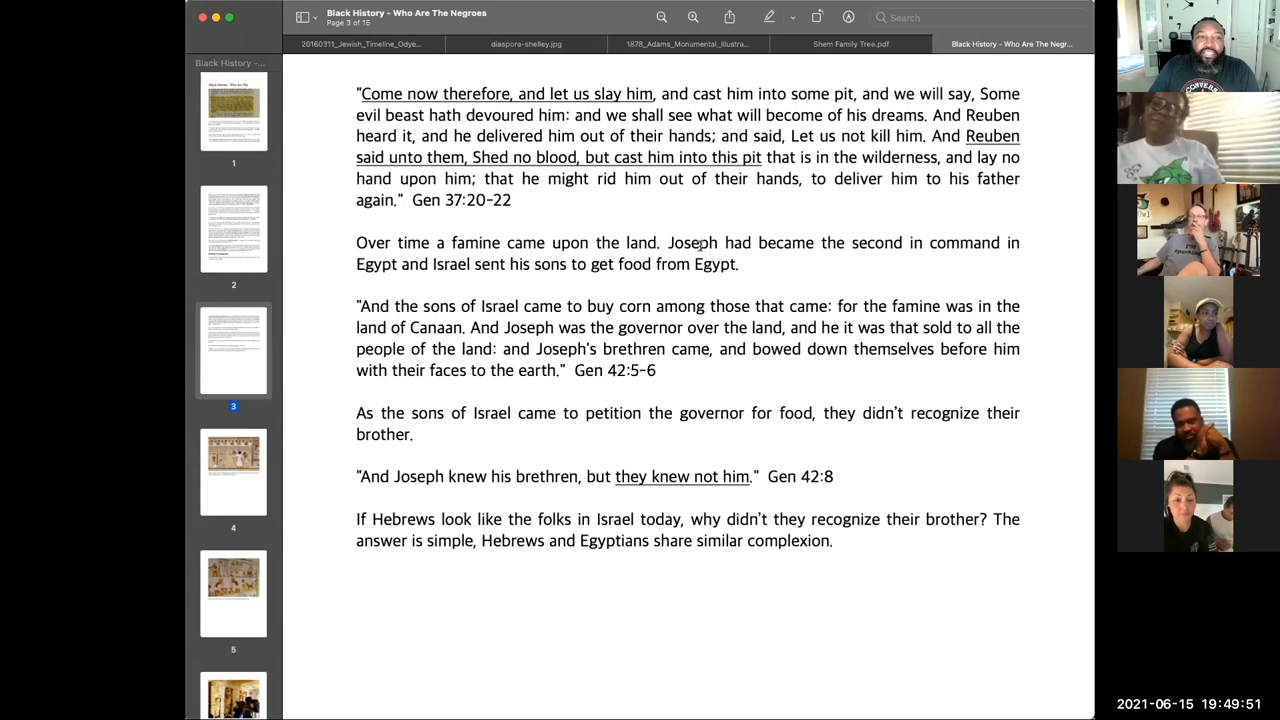 Black History - Who Are The Negroes
Page 3 of 15
Search
20160311_Jewish_Timeline_Odye...
diaspora-shelley.jpg
1878_Adams_Monumental_Illustra...
Shem Family Tree.pdf
Black History - Who Are The Negr...
Black History -...
1
2
3
4
5
"Come now therefore, and let us slay him, and cast him into some pit, and we will say, Some
evil beast hath devoured him: and we shall see what will become of his dreams. And Reuben
heard it, and he delivered him out of their hands; and said, Let us not kill him. And Reuben
said unto them, Shed no blood, but cast him into this pit that is in the wilderness, and lay no
hand upon him; that he might rid him out of their hands, to deliver him to his father
again." Gen 37:20-22
Over time a famine came upon the land. Joseph had became the second in command in
Egypt and Israel sent his sons to get food from Egypt.
"And the sons of Israel came to buy corn among those that came: for the famine was in the
land of Canaan. And Joseph was the governor over the land, and he it was that sold to all the
people of the land: and Joseph's brethren came, and bowed down themselves before him
with their faces to the earth." Gen 42:5-6
As the sons of Israel came to petition the governor for food, they didn't recognize their
brother.
"And Joseph knew his brethren, but they knew not him." Gen 42:8
If Hebrews look like the folks in Israel today, why didn't they recognize their brother? The
answer is simple, Hebrews and Egyptians share similar complexion.
2021-06-15 19:49:51